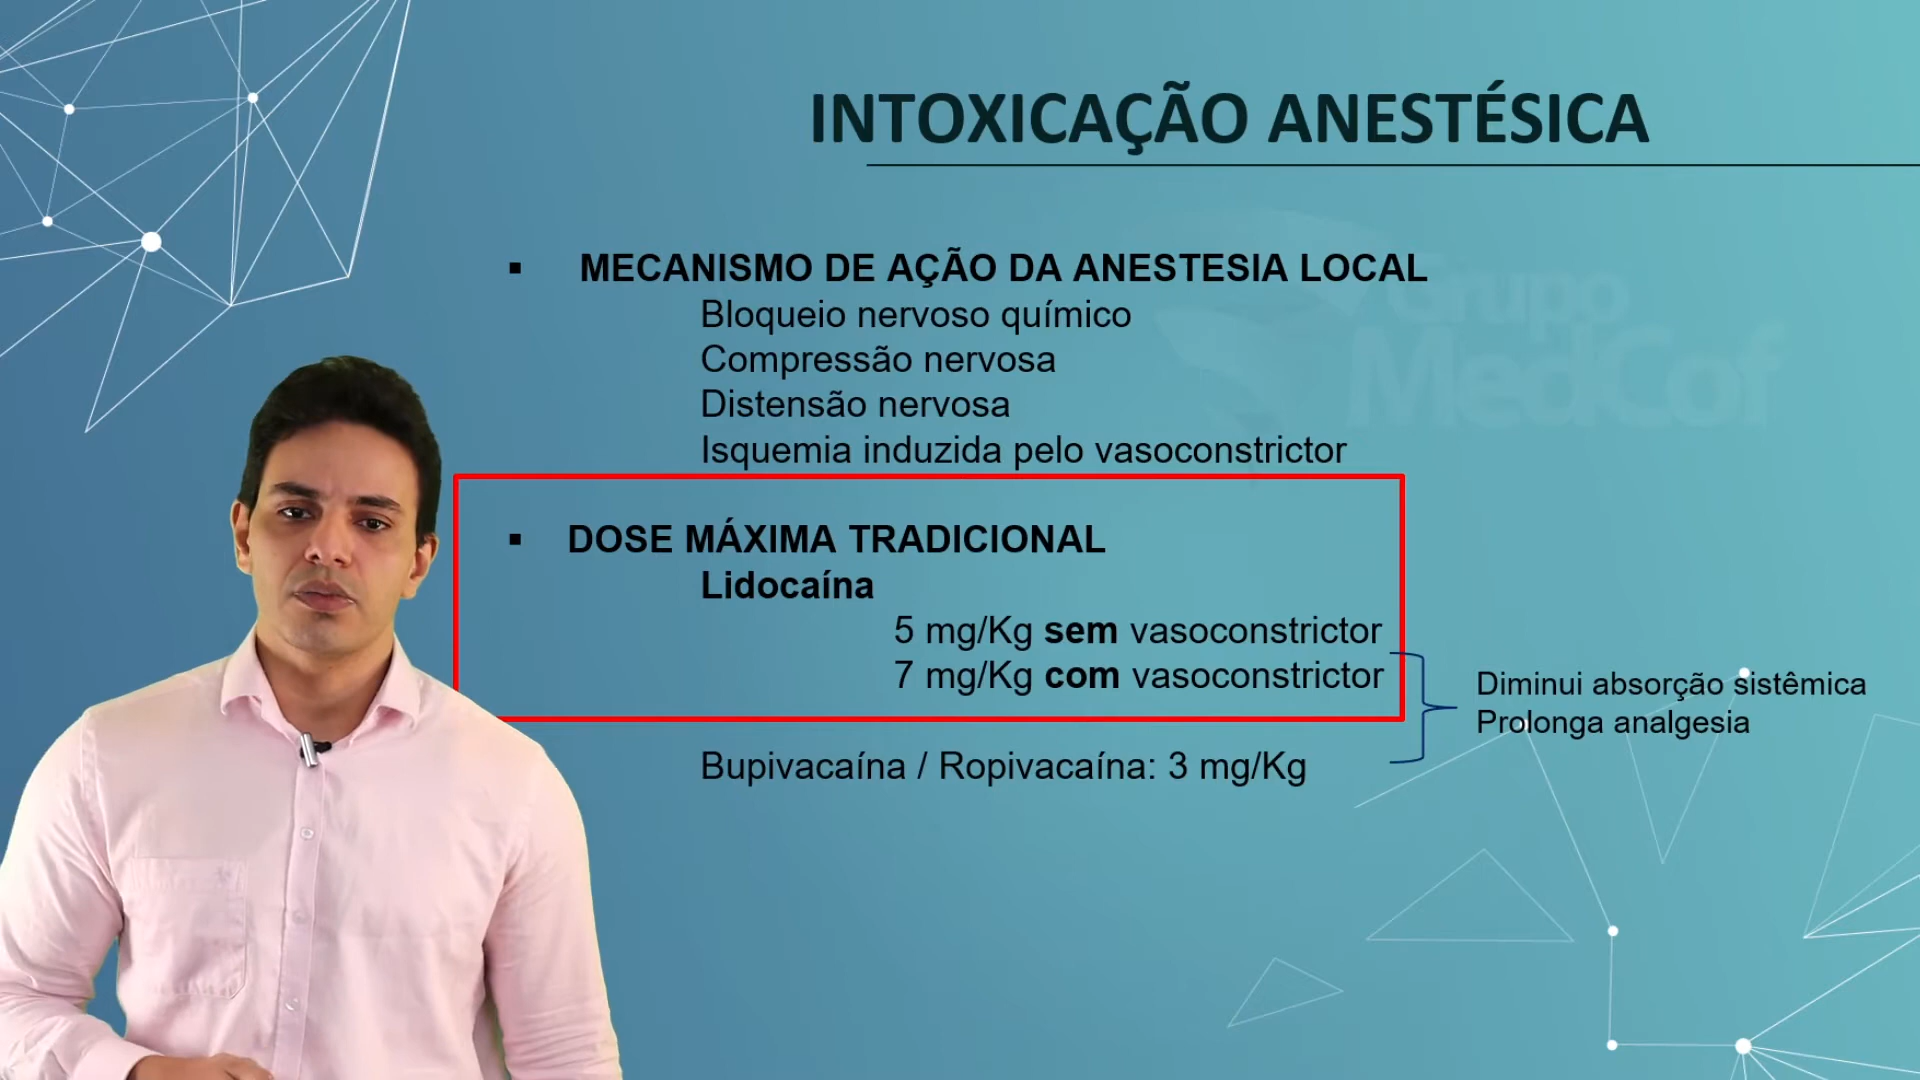 INTOXICAÇÃO ANESTÉSICA
▪ MECANISMO DE AÇÃO DA ANESTESIA LOCAL
Bloqueio nervoso químico
Compressão nervosa
Distensão nervosa
Isquemia induzida pelo vasoconstrictor
▪ DOSE MÁXIMA TRADICIONAL
Lidocaína
5 mg/Kg sem vasoconstrictor
7 mg/Kg com vasoconstrictor
Bupivacaína / Ropivacaína: 3 mg/Kg
Diminui absorção sistêmica
Prolonga analgesia
Grupo
MedCof